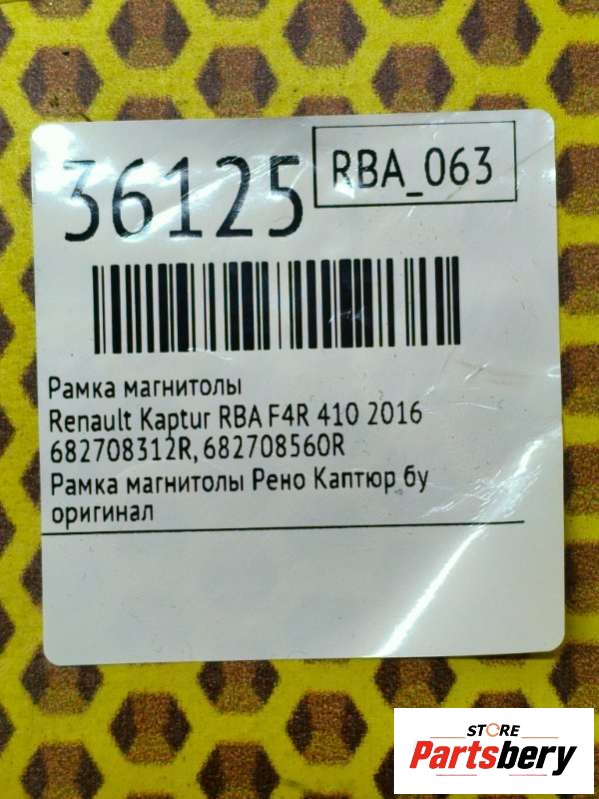 36125
RBA_063
Рамка магнитолы
Renault Kaptur RBA F4R 410 2016
682708312R, 682708560R
Рамка магнитолы Рено Каптюр бу
оригинал
STORE
Partsbery